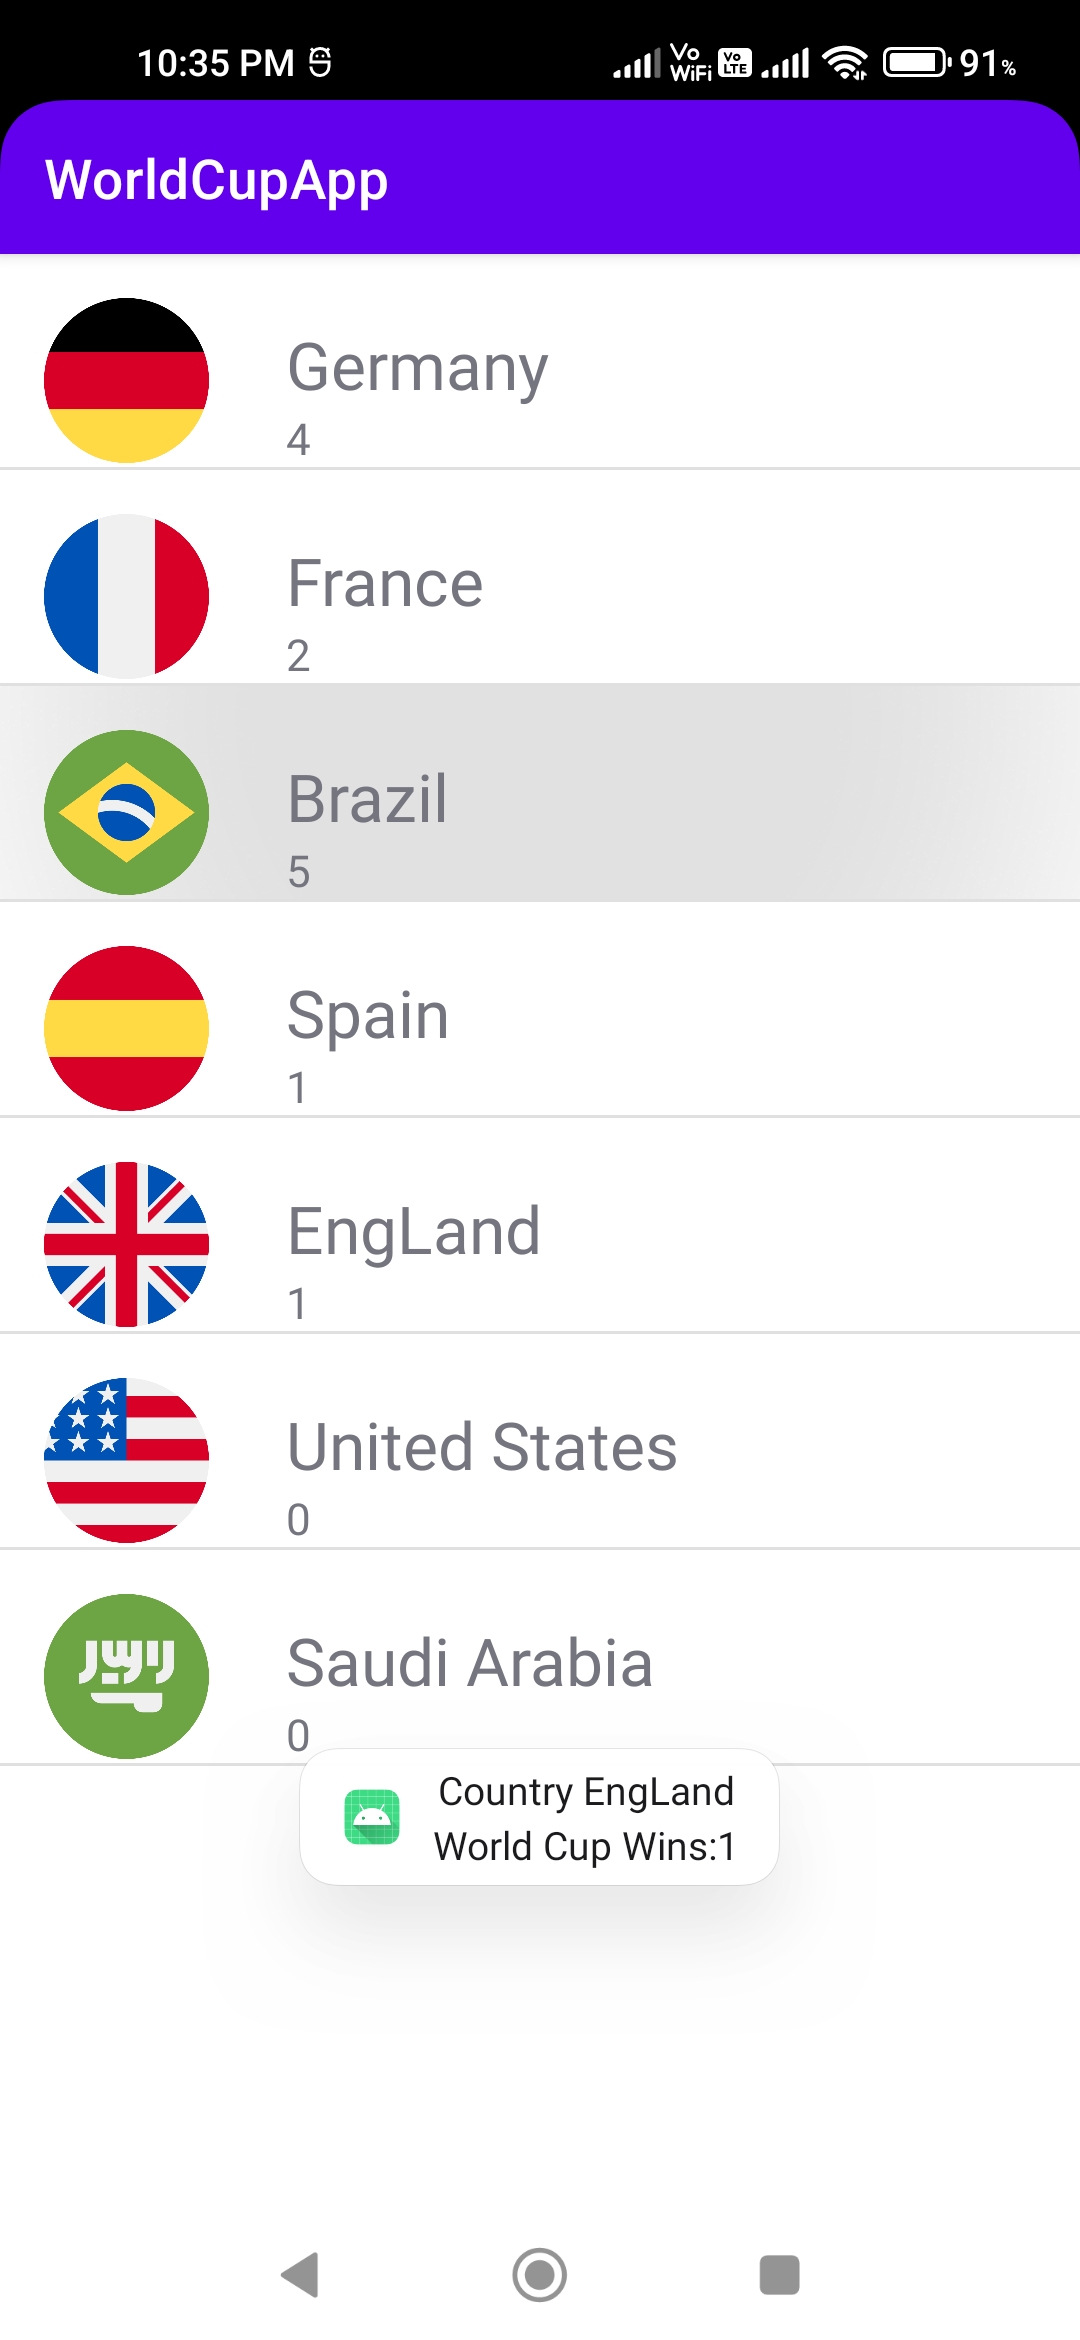 10:35 PM Vo WiFi Vo LTE 91%
WorldCupApp
Germany
4
France
2
Brazil
5
Spain
1
EngLand
1
United States
0
Saudi Arabia
0
Country EngLand
World Cup Wins:1